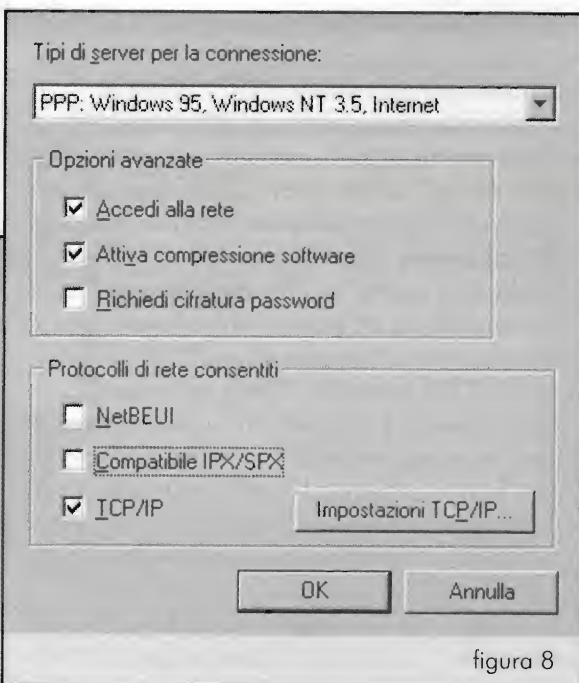 Tipi di server per la connessione:
PPP: Windows 95, Windows NT 3.5, Internet
Opzioni avanzate
Accedi alla rete
Attiva compressione software
Richiedi cifratura password
Protocolli di rete consentiti
NetBEUI
Compatibile IPX/SPX
TCP/IP
Impostazioni TCP/IP...
OK
Annulla
figura 8